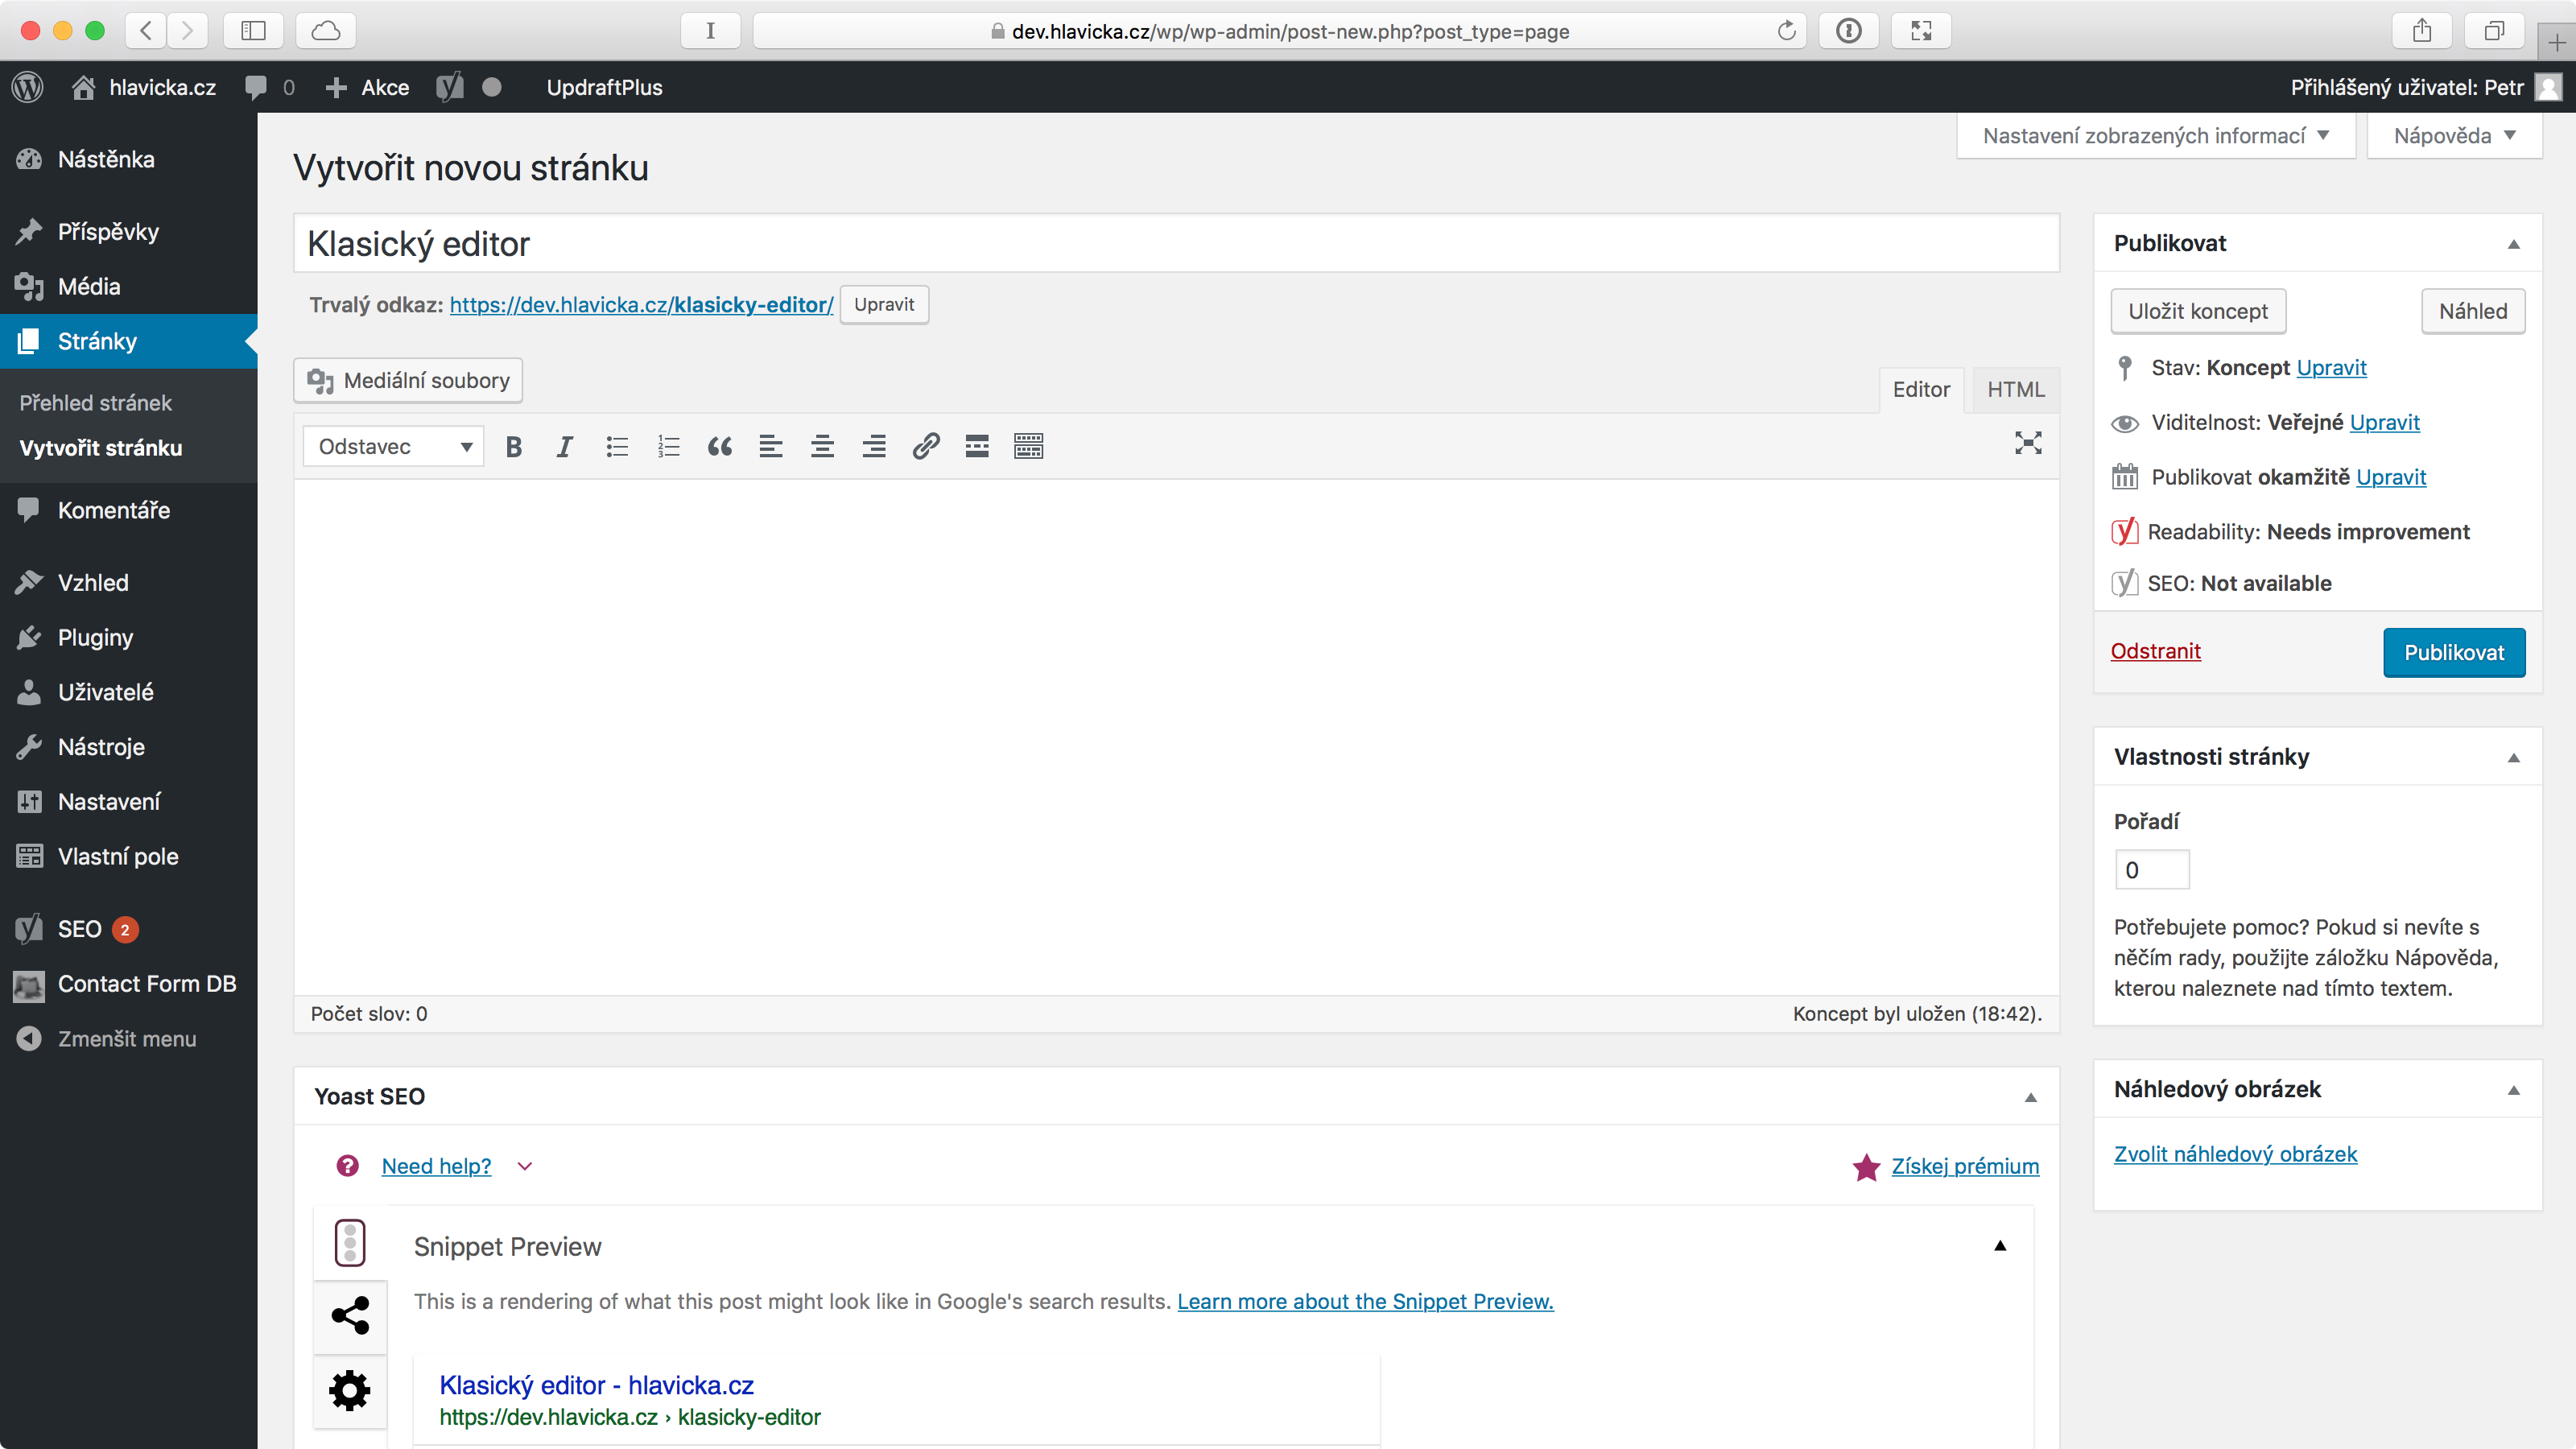 dev.hlavicka.cz/wp/wp-admin/post-new.php?post_type=page
hlavicka.cz
0
Akce
UpdraftPlus
Přihlášený uživatel: Petr
Nástěnka
Příspěvky
Média
Stránky
Přehled stránek
Vytvořit stránku
Komentáře
Vzhled
Pluginy
Uživatelé
Nástroje
Nastavení
Vlastní pole
SEO 2
Contact Form DB
Zmenšit menu
Nastavení zobrazených informací
Nápověda
Vytvořit novou stránku
Klasický editor
Trvalý odkaz: https://dev.hlavicka.cz/klasicky-editor/ Upravit
Mediální soubory
Editor
HTML
Odstavec
Počet slov: 0
Koncept byl uložen (18:42).
Yoast SEO
Need help?
Získej prémium
Snippet Preview
This is a rendering of what this post might look like in Google's search results. Learn more about the Snippet Preview.
Klasický editor - hlavicka.cz
https://dev.hlavicka.cz › klasicky-editor
Publikovat
Uložit koncept
Náhled
Stav: Koncept Upravit
Viditelnost: Veřejné Upravit
Publikovat okamžitě Upravit
Readability: Needs improvement
SEO: Not available
Odstranit
Publikovat
Vlastnosti stránky
Pořadí
0
Potřebujete pomoc? Pokud si nevíte s
něčím rady, použijte záložku Nápověda,
kterou naleznete nad tímto textem.
Náhledový obrázek
Zvolit náhledový obrázek